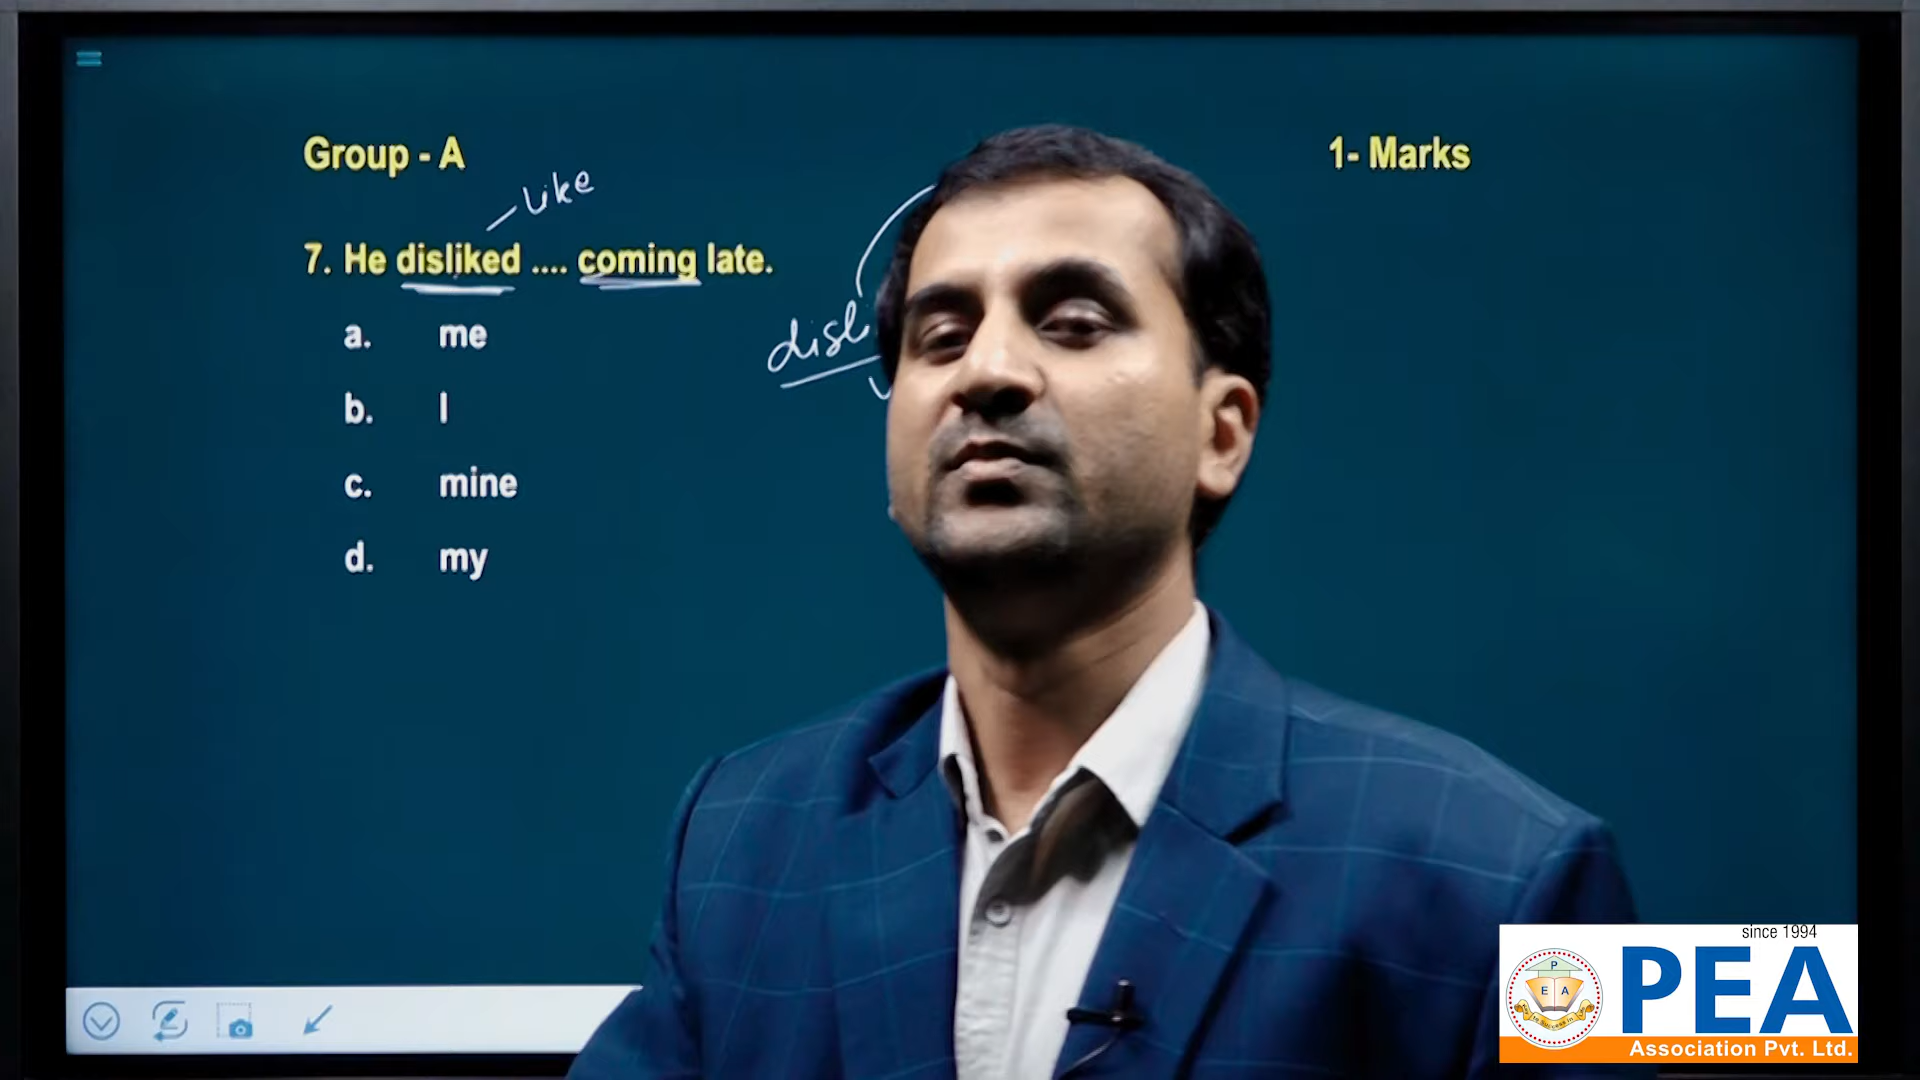 Group - A
1- Marks
like
7. He disliked .... coming late.
a. me
b. I
c. mine
d. my
since 1994
P
E A
PEA
Association Pvt. Ltd.